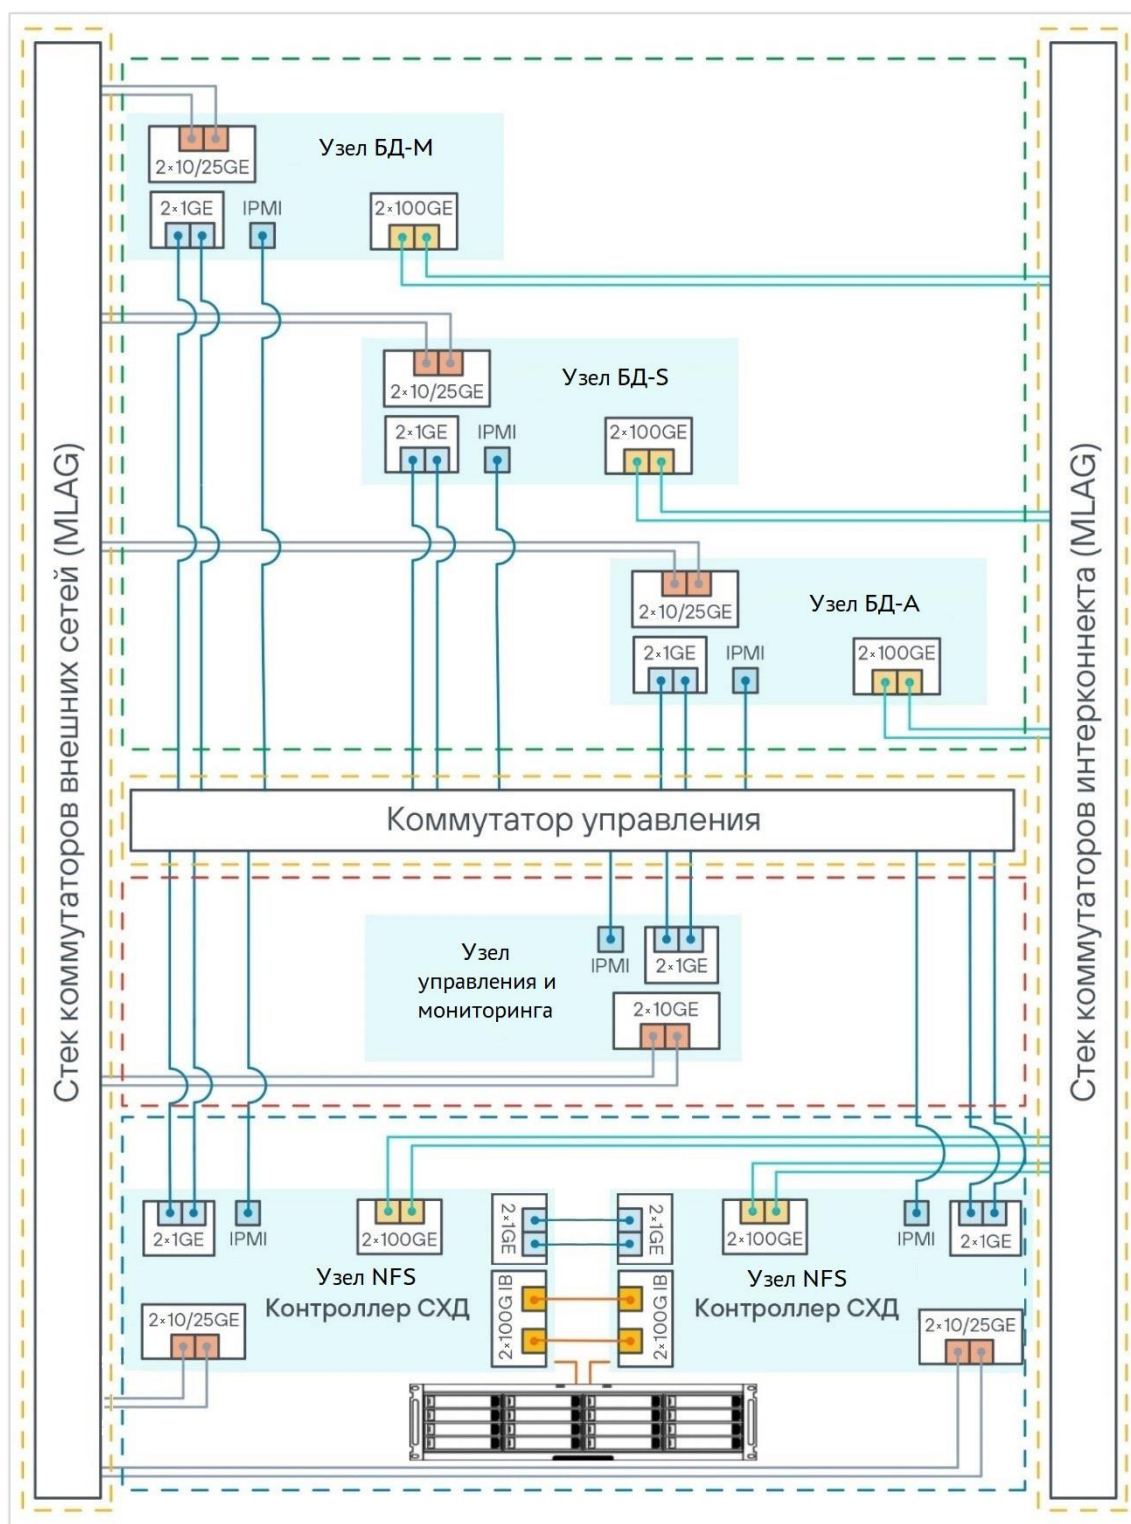 Стек коммутаторов внешних сетей (MLAG)
Узел БД-М
2×10/25GE
2×1GE
IPMI
2×100GE
Узел БД-S
2×10/25GE
2×1GE
IPMI
2×100GE
Узел БД-А
2×10/25GE
2×1GE
IPMI
2×100GE
Стек коммутаторов интерконнекта (MLAG)
Коммутатор управления
Узел
управления и
мониторинга
IPMI
2×1GE
2×10GE
2×1GE
IPMI
2×100GE
2×1GE
Узел NFS
Контроллер СХД
2×100G IB
2×10/25GE
2×1GE
2×100GE
IPMI
2×1GE
Узел NFS
Контроллер СХД
2×100G IB
2×10/25GE